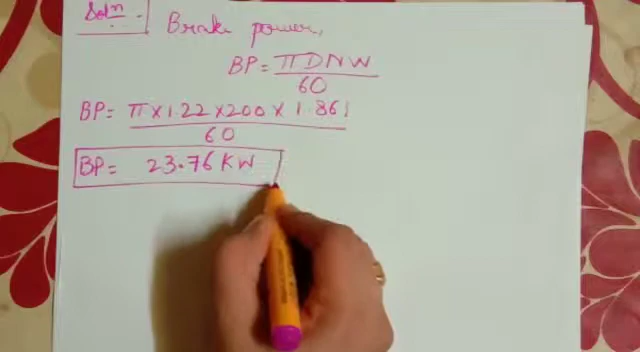 Soln
Brake power,
BP = πDNW
60
BP = π×1.22×200×1.861
60
BP = 23.76 KW